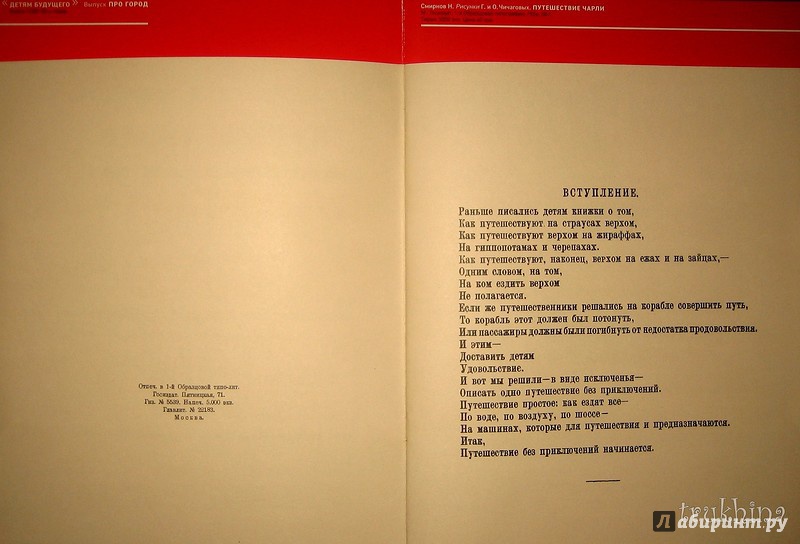 " ДЕТЯМ БУДУЩЕГО " Выпуск ПРО ГОРОД
Смирнов Н. Рисунки Г. и О. Чичаговых. ПУТЕШЕСТВИЕ ЧАРЛИ
Отпеч. в 1-й Образцовой типо-лит.
Госиздат. Пятницкая, 71.
Гиз. № 5539. Напеч. 5.000 экз.
Главлит. № 22183.
Москва.
ВСТУПЛЕНИЕ.
Раньше писались детям книжки о том,
Как путешествуют на страусах верхом,
Как путешествуют верхом на жираффах,
На гиппопотамах и черепахах.
Как путешествуют, наконец, верхом на ежах и на зайцах,—
Одним словом, на том,
На ком ездить верхом
Не полагается.
Если же путешественники решались на корабле совершить путь,
То корабль этот должен был потонуть,
Или пассажиры должны были погибнуть от недостатка продовольствия.
И этим—
Доставить детям
Удовольствие.
И вот мы решили—в виде исключенья—
Описать одно путешествие без приключений.
Путешествие простое: как ездят все—
По воде, по воздуху, по шоссе—
На машинах, которые для путешествия и предназначаются.
Итак,
Путешествие без приключений начинается.
trukhina
Лабиринт.ру